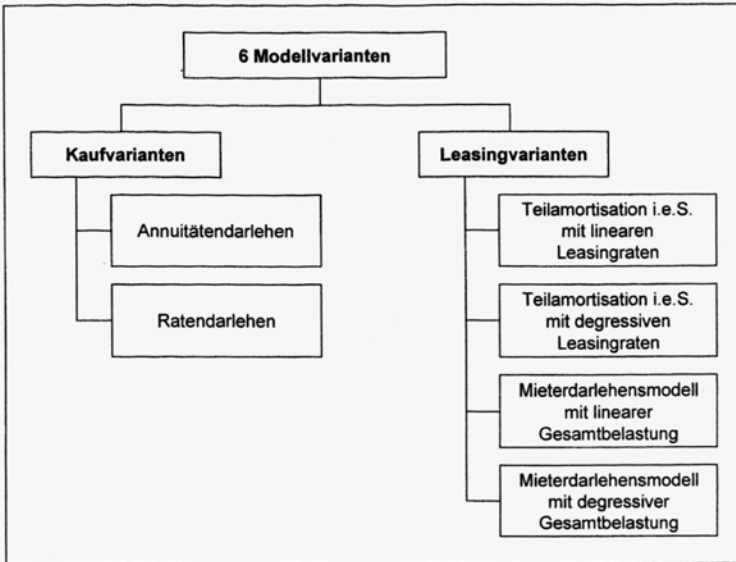 6 Modellvarianten
Kaufvarianten
Annuitätendarlehen
Ratendarlehen
Leasingvarianten
Teilamortisation i.e.S.
mit linearen
Leasingraten
Teilamortisation i.e.S.
mit degressiven
Leasingraten
Mieterdarlehensmodell
mit linearer
Gesamtbelastung
Mieterdarlehensmodell
mit degressiver
Gesamtbelastung